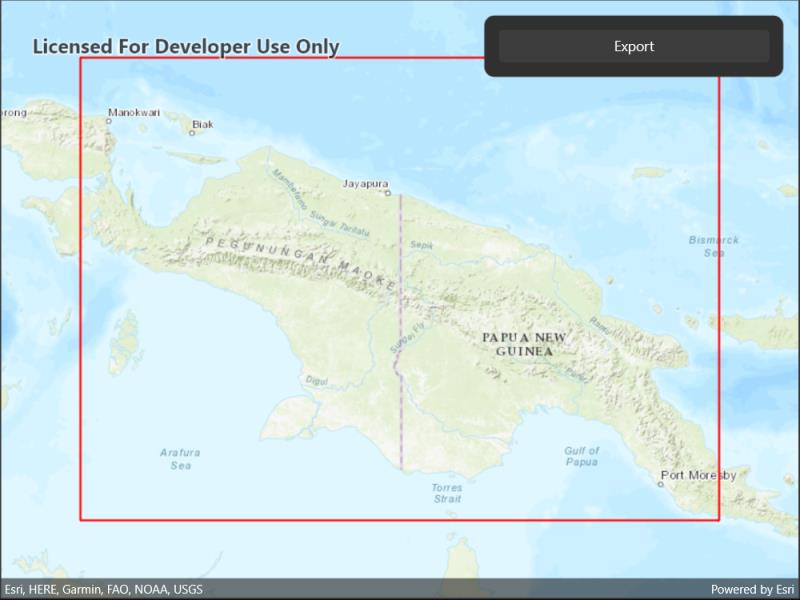 Licensed For Developer Use Only
Export
orong
Manokwari
Biak
Jayapura
Mamberamo
Sungai Taritatu
Sepik
Bismarck
Sea
PEGUNUNGAN MAOKE
Sungai Fly
Ramu
PAPUA NEW
GUINEA
Purari
Digul
Arafura
Sea
Gulf of
Papua
Port Moresby
Torres
Strait
Esri, HERE, Garmin, FAO, NOAA, USGS
Powered by Esri